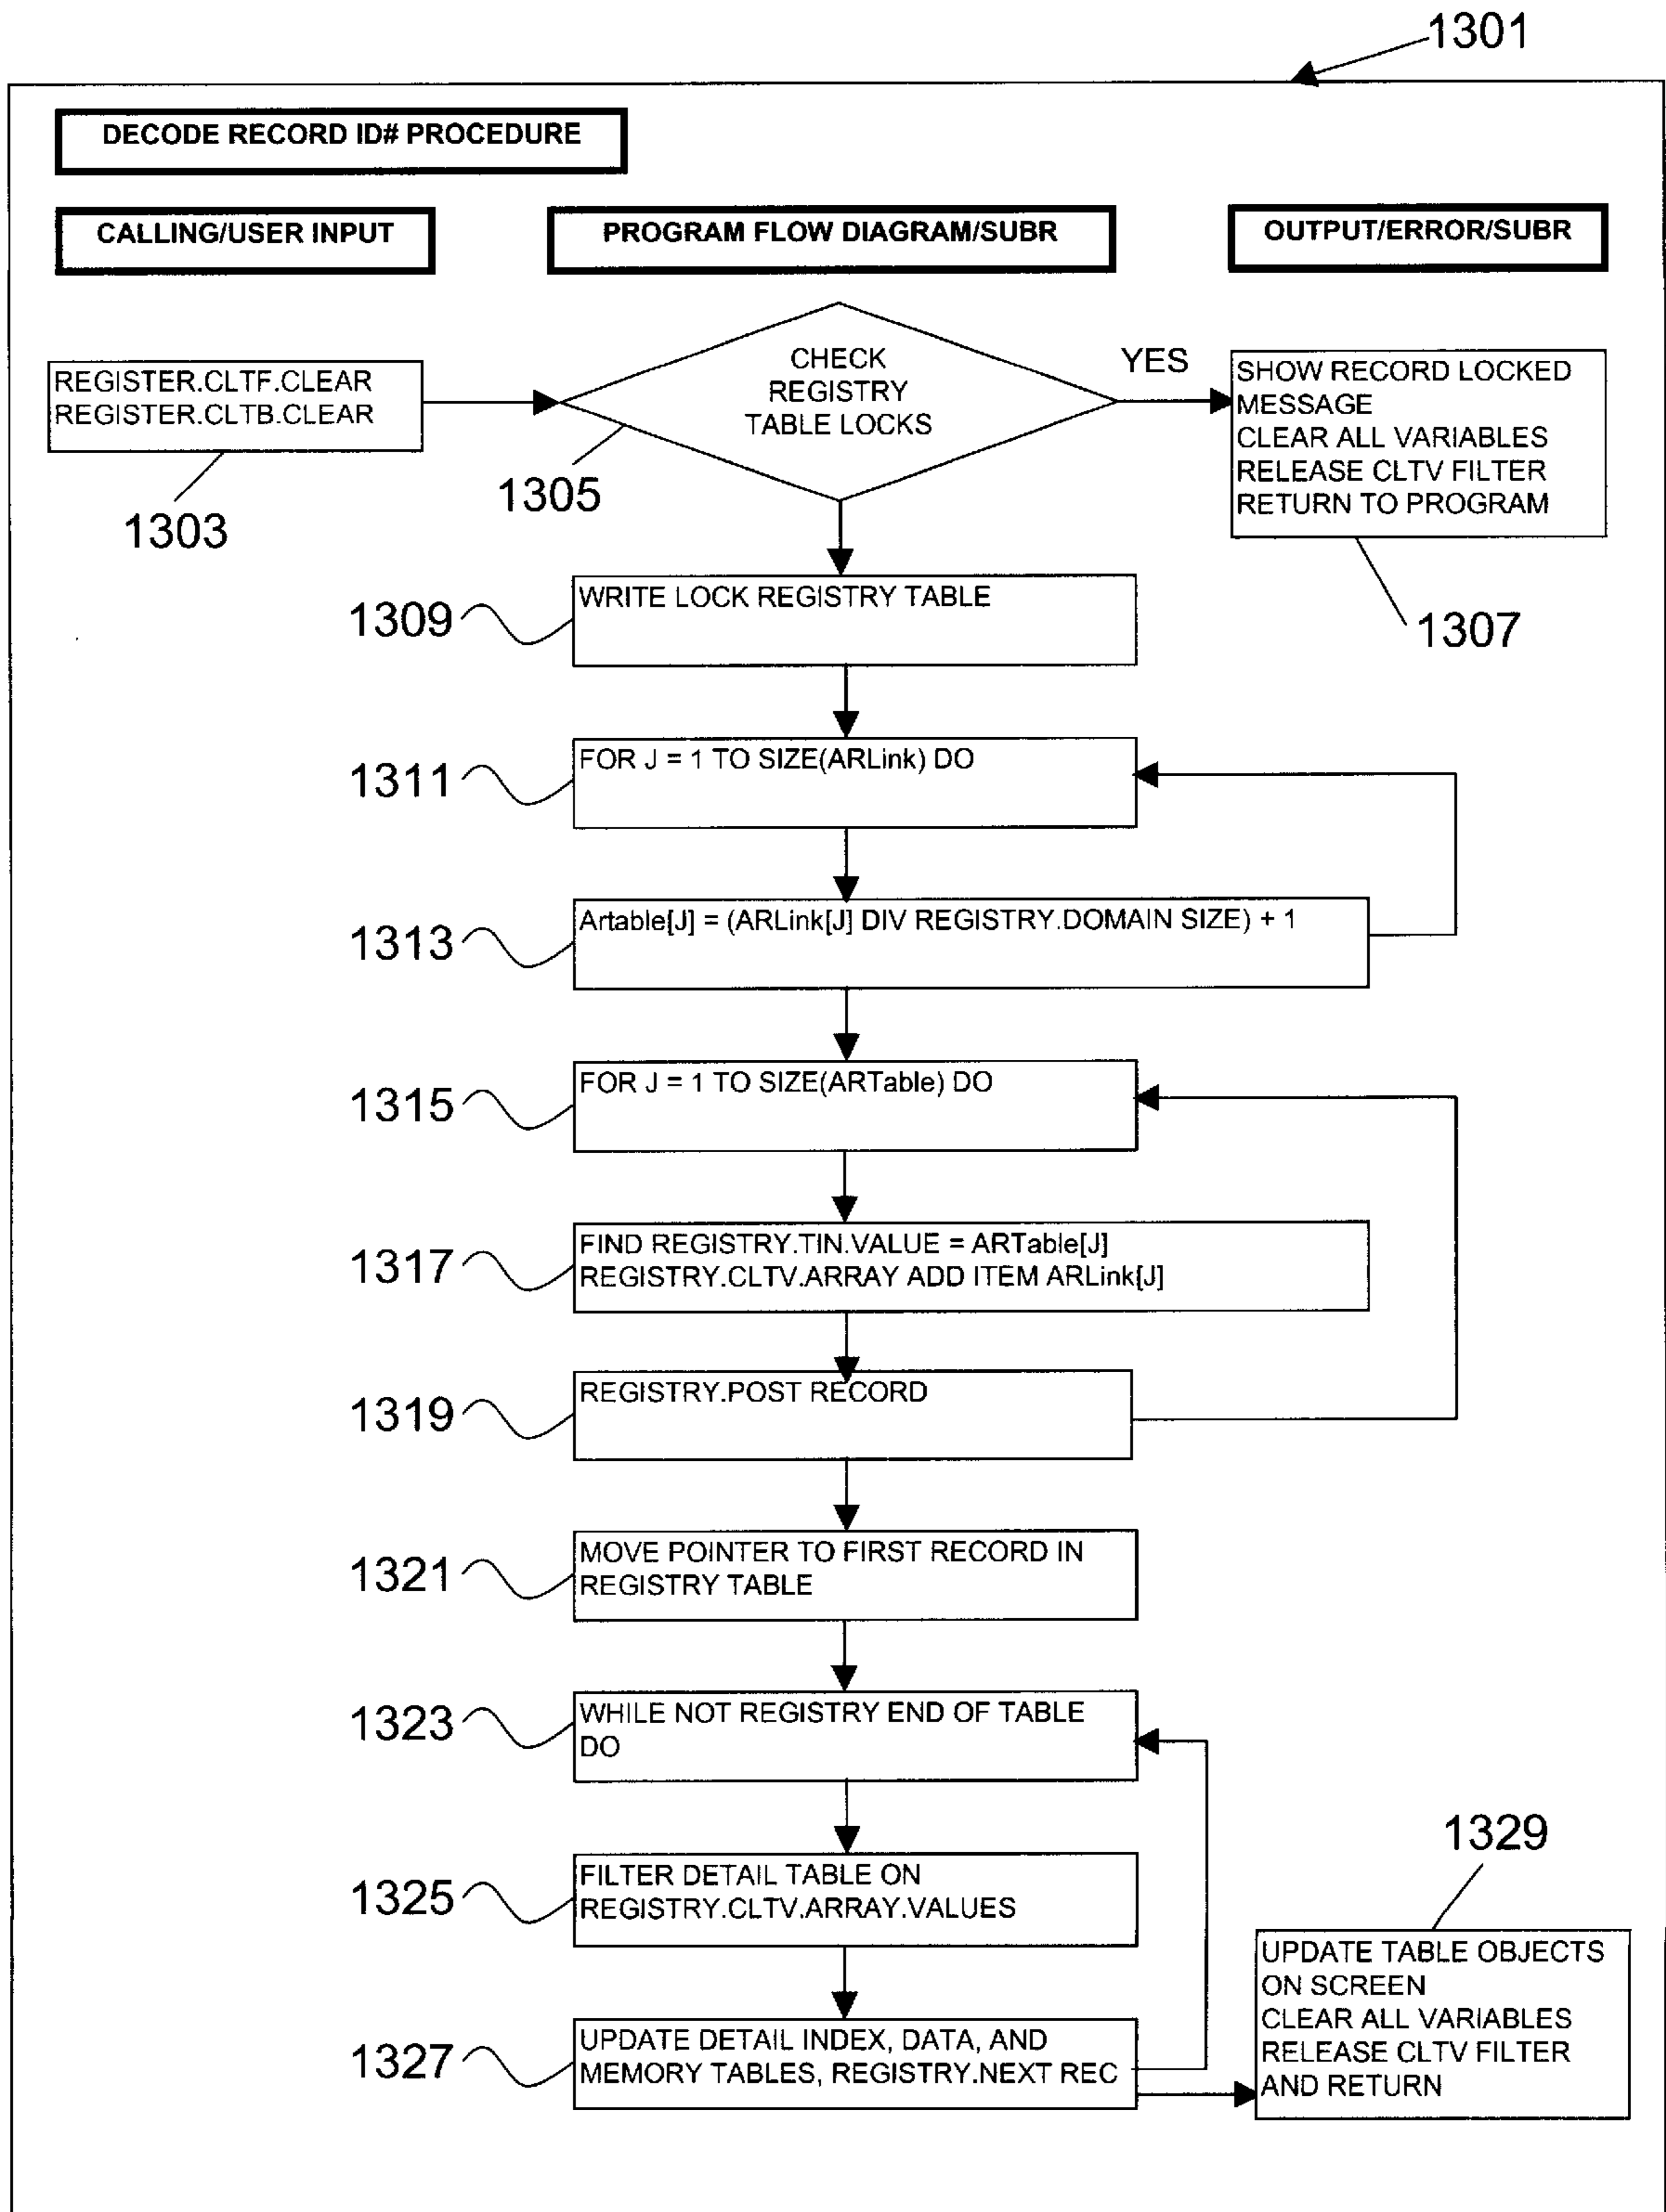 1301
DECODE RECORD ID# PROCEDURE
CALLING/USER INPUT
PROGRAM FLOW DIAGRAM/SUBR
OUTPUT/ERROR/SUBR
REGISTER.CLTF.CLEAR
REGISTER.CLTB.CLEAR
1303
CHECK
REGISTRY
TABLE LOCKS
1305
YES
SHOW RECORD LOCKED
MESSAGE
CLEAR ALL VARIABLES
RELEASE CLTV FILTER
RETURN TO PROGRAM
1307
1309
WRITE LOCK REGISTRY TABLE
1311
FOR J = 1 TO SIZE(ARLink) DO
1313
Artable[J] = (ARLink[J] DIV REGISTRY.DOMAIN SIZE) + 1
1315
FOR J = 1 TO SIZE(ARTable) DO
1317
FIND REGISTRY.TIN.VALUE = ARTable[J]
REGISTRY.CLTV.ARRAY ADD ITEM ARLink[J]
1319
REGISTRY.POST RECORD
1321
MOVE POINTER TO FIRST RECORD IN
REGISTRY TABLE
1323
WHILE NOT REGISTRY END OF TABLE
DO
1325
FILTER DETAIL TABLE ON
REGISTRY.CLTV.ARRAY.VALUES
1327
UPDATE DETAIL INDEX, DATA, AND
MEMORY TABLES, REGISTRY.NEXT REC
1329
UPDATE TABLE OBJECTS
ON SCREEN
CLEAR ALL VARIABLES
RELEASE CLTV FILTER
AND RETURN